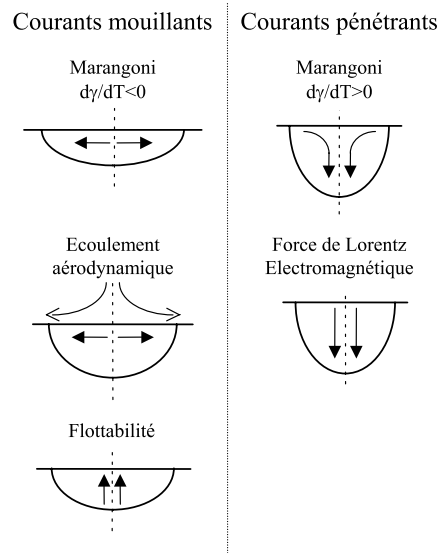 Courants mouillants
Marangoni
dγ/dT<0
Ecoulement
aérodynamique
Flottabilité
Courants pénétrants
Marangoni
dγ/dT>0
Force de Lorentz
Electromagnétique